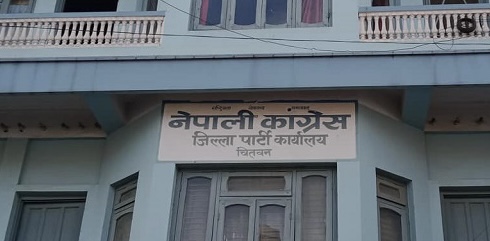 नेपाली काग्रेस
जिल्ला पार्टी कार्यालय
चितवन